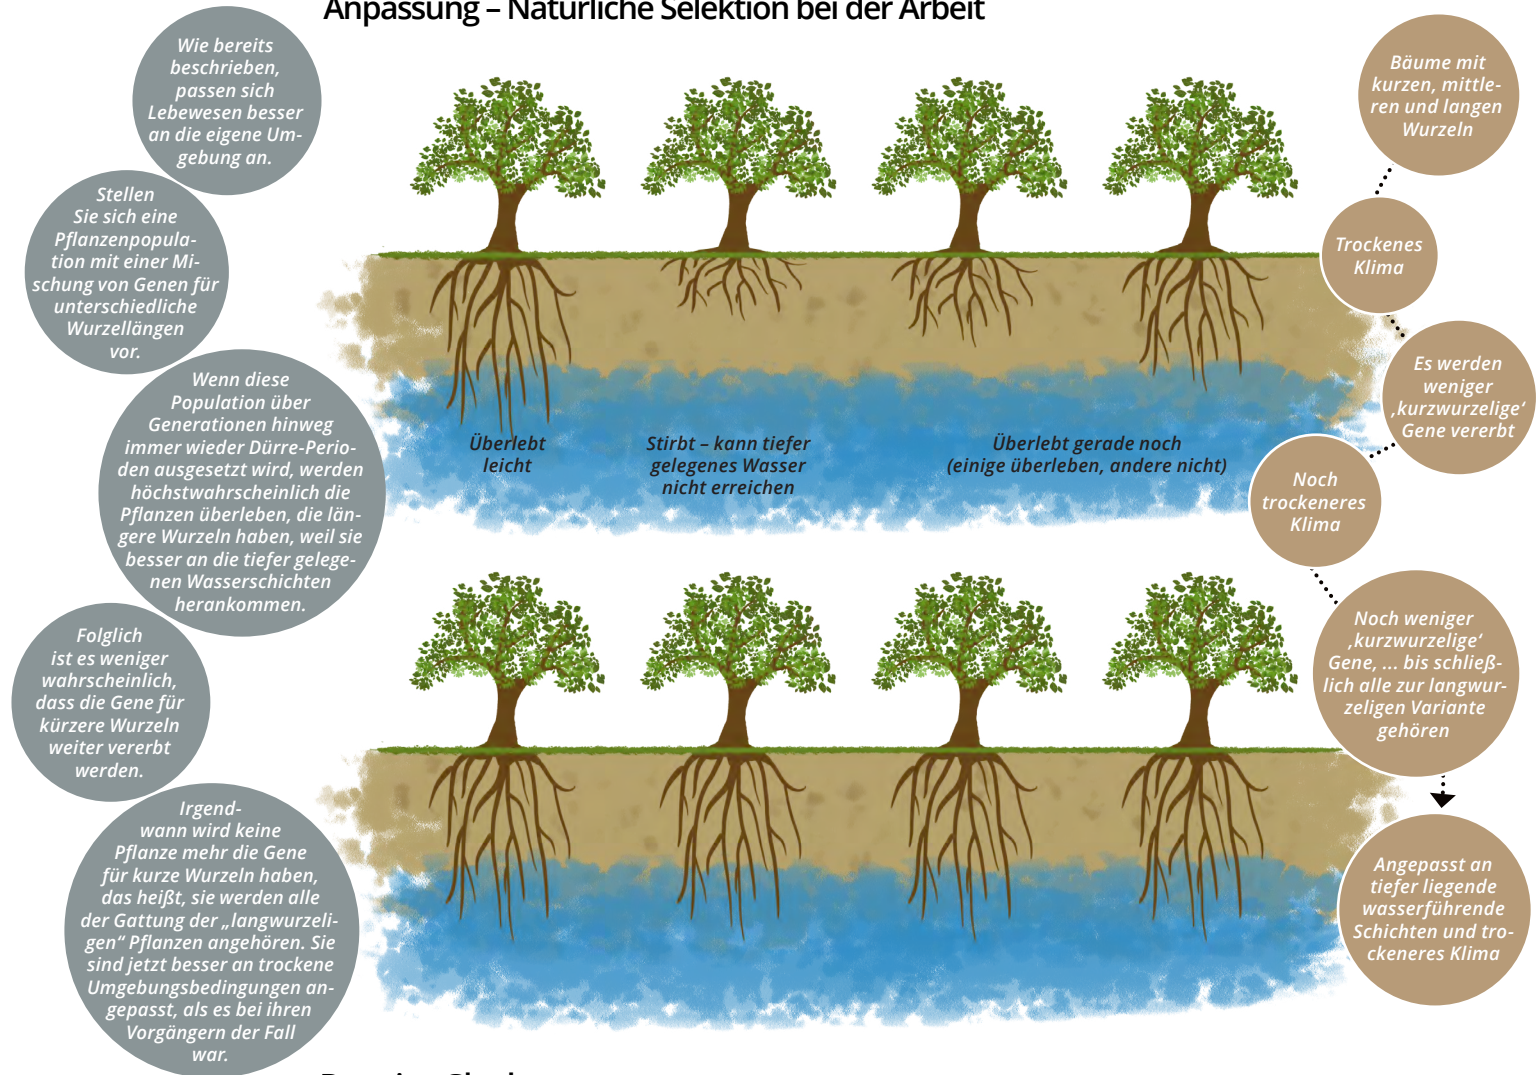 Anpassung – Natürliche Selektion bei der Arbeit
Wie bereits
beschrieben,
passen sich
Lebewesen besser
an die eigene Um-
gebung an.
Stellen
Sie sich eine
Pflanzenpopula-
tion mit einer Mi-
schung von Genen für
unterschiedliche
Wurzellängen
vor.
Wenn diese
Population über
Generationen hinweg
immer wieder Dürre-Perio-
den ausgesetzt wird, werden
höchstwahrscheinlich die
Pflanzen überleben, die län-
gere Wurzeln haben, weil sie
besser an die tiefer gelege-
nen Wasserschichten
herankommen.
Folglich
ist es weniger
wahrscheinlich,
dass die Gene für
kürzere Wurzeln
weiter vererbt
werden.
Irgend-
wann wird keine
Pflanze mehr die Gene
für kurze Wurzeln haben,
das heißt, sie werden alle
der Gattung der „langwurzeli-
gen“ Pflanzen angehören. Sie
sind jetzt besser an trockene
Umgebungsbedingungen an-
gepasst, als es bei ihren
Vorgängern der Fall
war.
Überlebt
leicht
Stirbt – kann tiefer
gelegenes Wasser
nicht erreichen
Überlebt gerade noch
(einige überleben, andere nicht)
Bäume mit
kurzen, mittle-
ren und langen
Wurzeln
Trockenes
Klima
Es werden
weniger
‚kurzwurzelige‘
Gene vererbt
Noch
trockeneres
Klima
Noch weniger
‚kurzwurzelige‘
Gene, ... bis schließ-
lich alle zur langwur-
zeligen Variante
gehören
Angepasst an
tiefer liegende
wasserführende
Schichten und tro-
ckeneres Klima